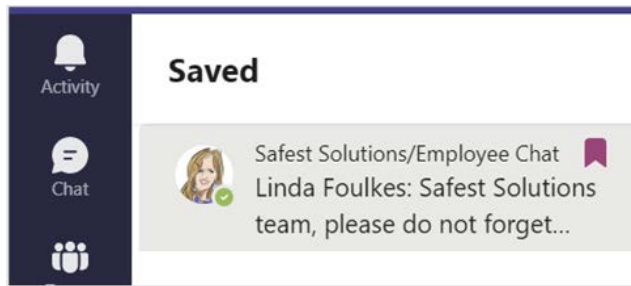 Activity
Saved
Chat
Safest Solutions/Employee Chat
Linda Foulkes: Safest Solutions
team, please do not forget...